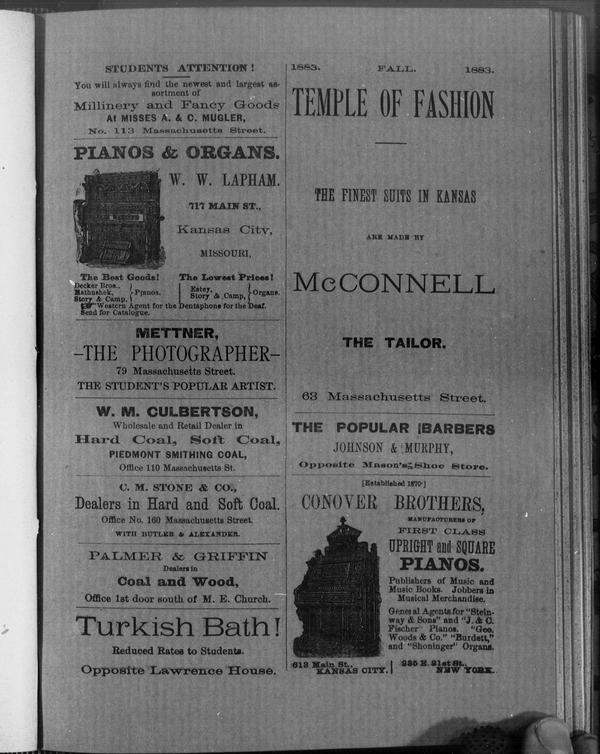 STUDENTS ATTENTION!
You will always find the newest and largest as-
sortment of
Millinery and Fancy Goods
At MISSES A. & C. MUGLER,
No. 113 Massachusetts Street.
PIANOS & ORGANS.
W. W. LAPHAM.
717 MAIN ST.,
Kansas City,
MISSOURI,
The Best Goods! The Lowest Prices!
Decker Bros.,
Mathushek, Pianos.
Story & Camp.
Estey,
Story & Camp, Organs.
Western Agent for the Dentaphone for the Deaf.
Send for Catalogue.
METTNER,
–THE PHOTOGRAPHER–
79 Massachusetts Street.
THE STUDENT'S POPULAR ARTIST.
W. M. CULBERTSON,
Wholesale and Retail Dealer in
Hard Coal, Soft Coal,
PIEDMONT SMITHING COAL,
Office 110 Massachusetts St.
C. M. STONE & CO.,
Dealers in Hard and Soft Coal.
Office No. 160 Massachusetts Street.
WITH BUTLER & ALEXANDER.
PALMER & GRIFFIN
Dealers in
Coal and Wood,
Office 1st door south of M. E. Church.
Turkish Bath!
Reduced Rates to Students.
Opposite Lawrence House.
1883. FALL. 1883.
TEMPLE OF FASHION
THE FINEST SUITS IN KANSAS
ARE MADE BY
McCONNELL
THE TAILOR.
63 Massachusetts Street.
THE POPULAR BARBERS
JOHNSON & MURPHY,
Opposite Mason's Shoe Store.
[Established 1870·]
CONOVER BROTHERS,
MANUFACTURERS OF
FIRST CLASS
UPRIGHT and SQUARE
PIANOS.
Publishers of Music and
Music Books. Jobbers in
Musical Merchandise.
General Agents for "Stein-
way & Sons" and "J. & C.
Fischer" Pianos. "Geo.
Woods & Co." "Burdett,"
and "Shoninger" Organs.
613 Main St.,
KANSAS CITY.
235 E. 21st St.,
NEW YORK.